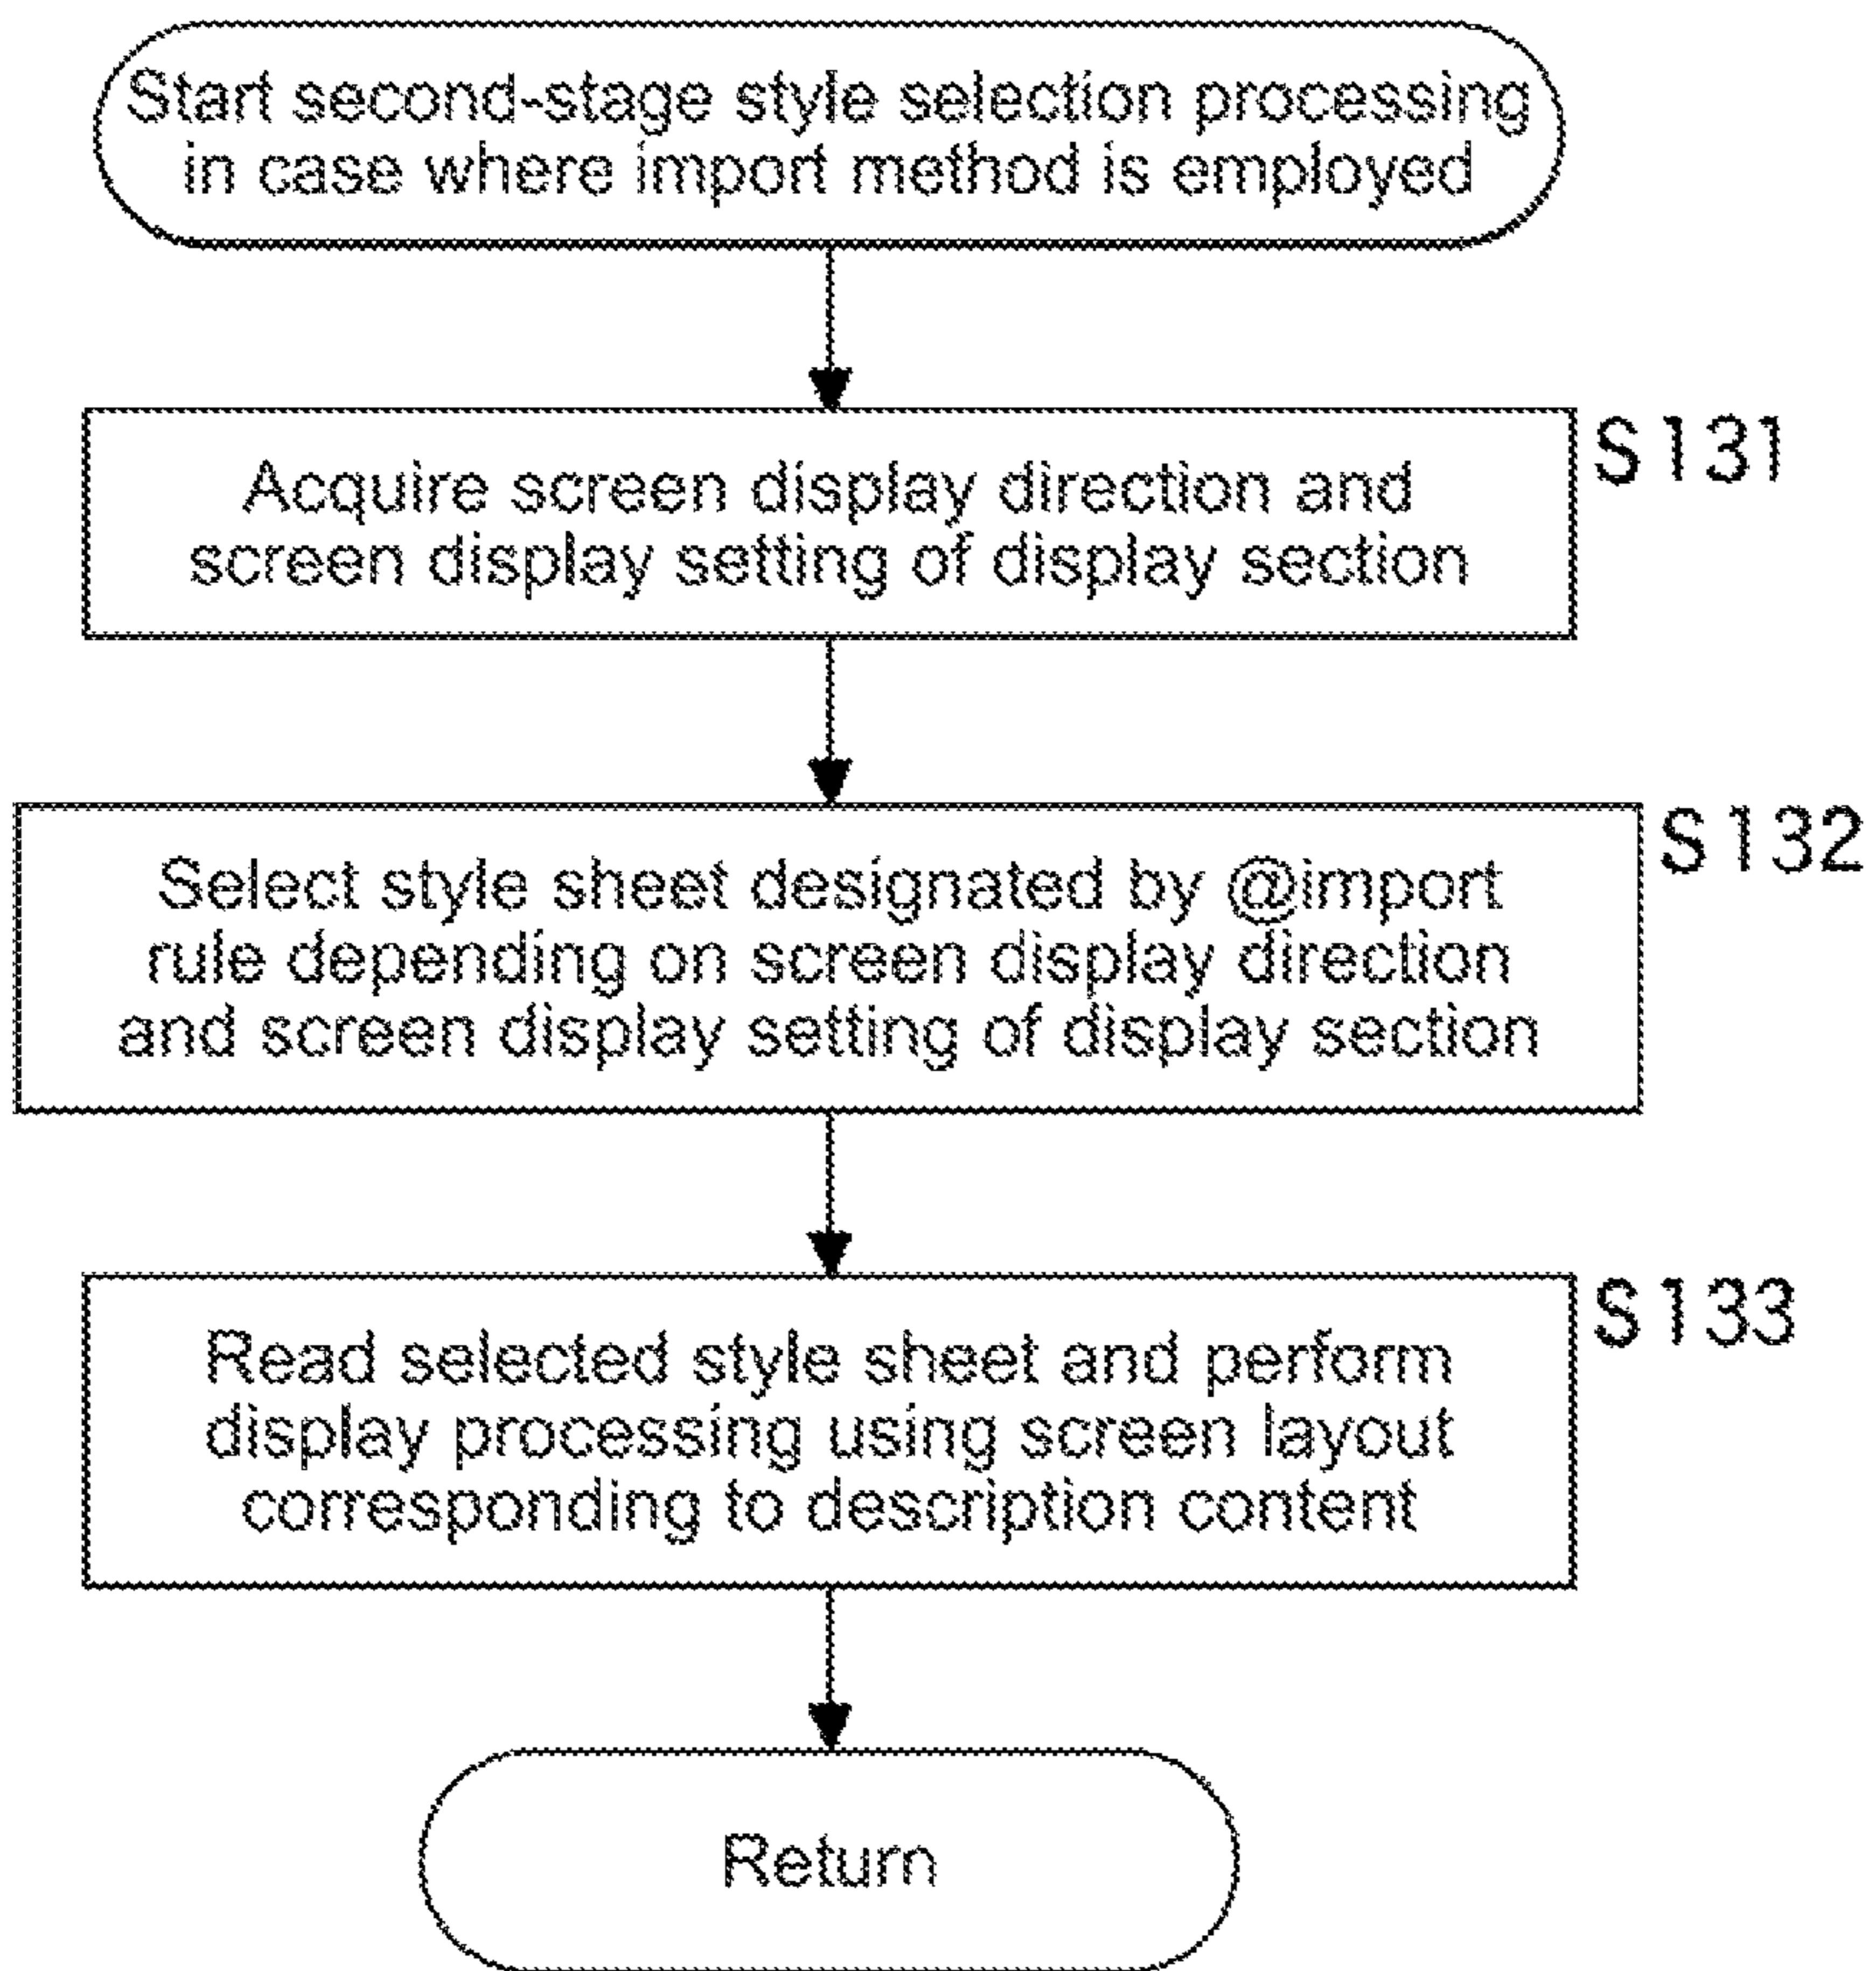 Start second-stage style selection processing
in case where import method is employed
S131
Acquire screen display direction and
screen display setting of display section
S132
Select style sheet designated by @import
rule depending on screen display direction
and screen display setting of display section
S133
Read selected style sheet and perform
display processing using screen layout
corresponding to description content
Return